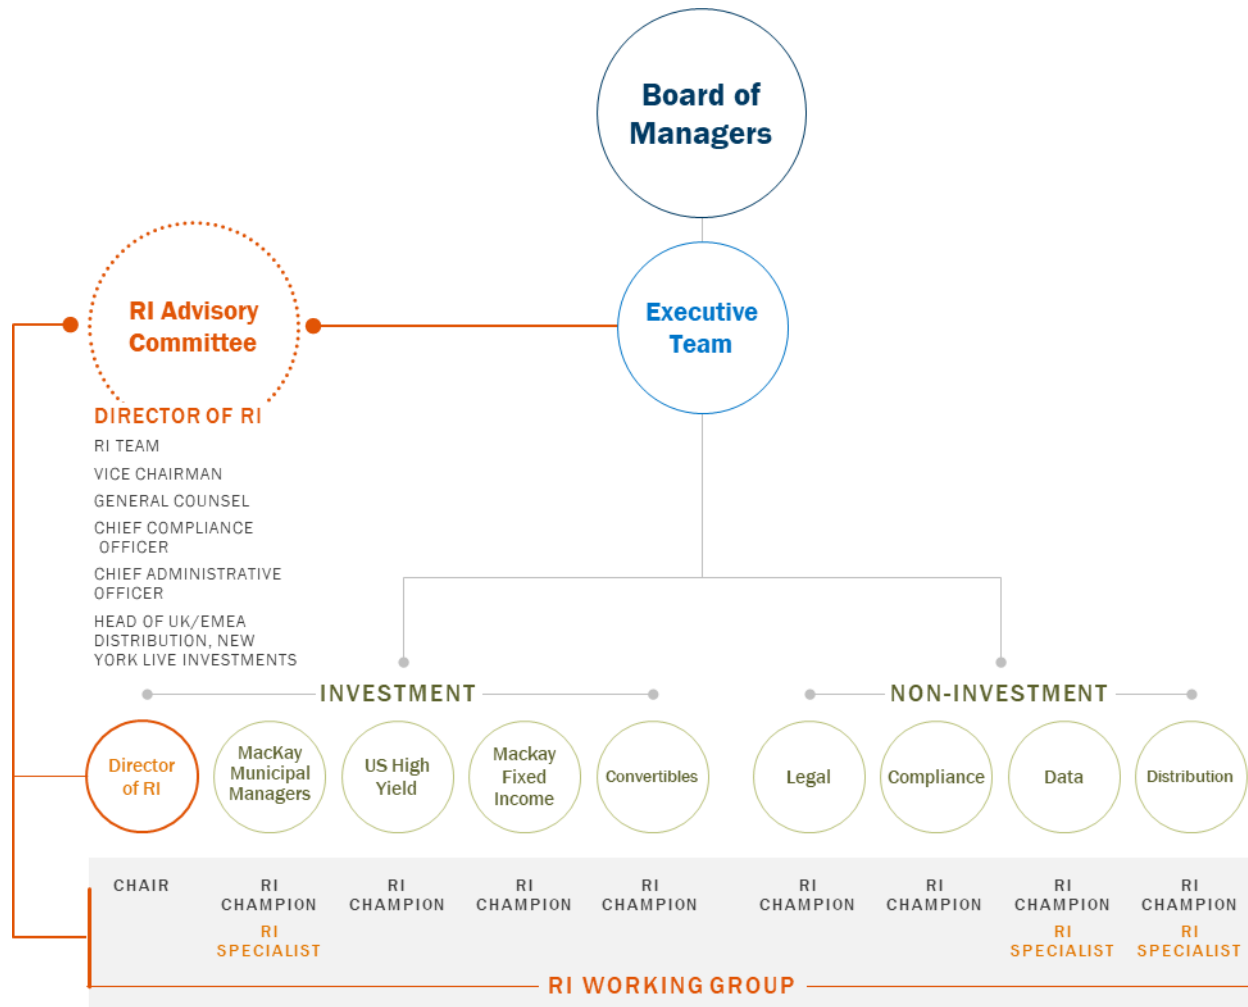 Board of
Managers
RI Advisory
Committee
Executive
Team
DIRECTOR OF RI
RI TEAM
VICE CHAIRMAN
GENERAL COUNSEL
CHIEF COMPLIANCE
OFFICER
CHIEF ADMINISTRATIVE
OFFICER
HEAD OF UK/EMEA
DISTRIBUTION, NEW
YORK LIVE INVESTMENTS
INVESTMENT
NON-INVESTMENT
Director
of RI
MacKay
Municipal
Managers
US High
Yield
Mackay
Fixed
Income
Convertibles
Legal
Compliance
Data
Distribution
CHAIR
RI
CHAMPION
RI
SPECIALIST
RI
CHAMPION
RI
CHAMPION
RI
CHAMPION
RI
CHAMPION
RI
CHAMPION
RI
CHAMPION
RI
SPECIALIST
RI
CHAMPION
RI
SPECIALIST
RI WORKING GROUP